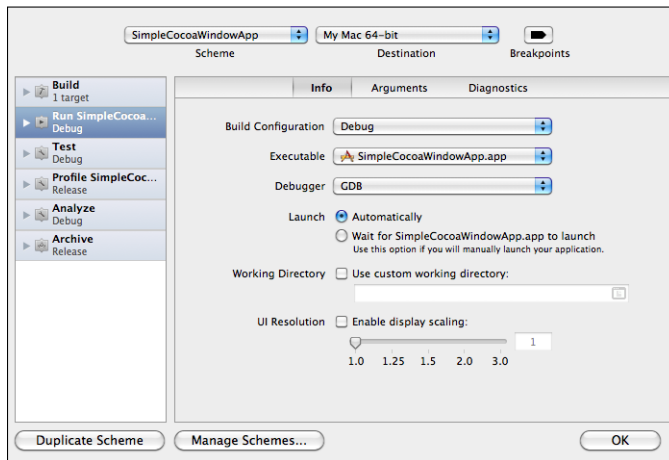 SimpleCocoaWindowApp My Mac 64-bit
Scheme Destination Breakpoints
Build
1 target
Run SimpleCocoa...
Debug
Test
Debug
Profile SimpleCoc...
Release
Analyze
Debug
Archive
Release
Info Arguments Diagnostics
Build Configuration Debug
Executable SimpleCocoaWindowApp.app
Debugger GDB
Launch Automatically
Wait for SimpleCocoaWindowApp.app to launch
Use this option if you will manually launch your application.
Working Directory Use custom working directory:
UI Resolution Enable display scaling:
1
1.0 1.25 1.5 2.0 3.0
Duplicate Scheme Manage Schemes... OK